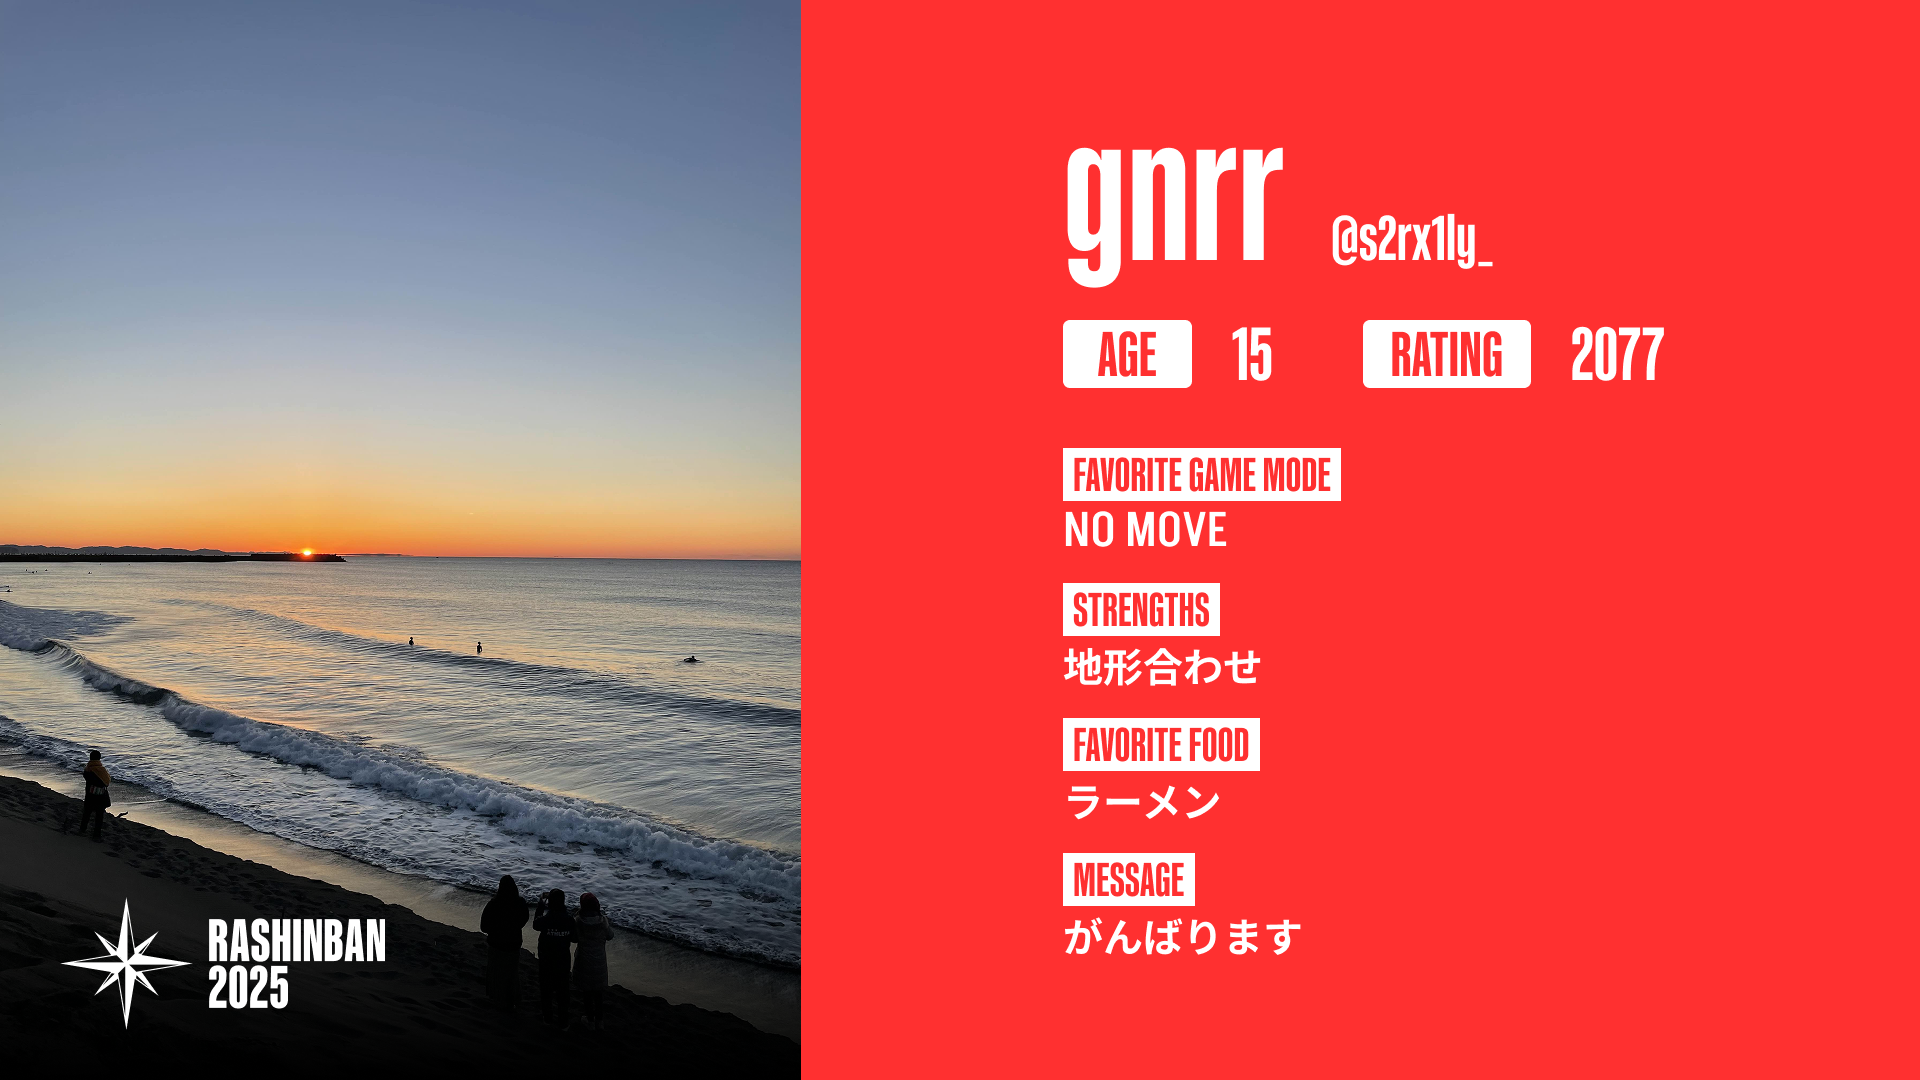 gnrr
@s2rx1ly_
AGE 15 RATING 2077
FAVORITE GAME MODE
NO MOVE
STRENGTHS
地形合わせ
FAVORITE FOOD
ラーメン
MESSAGE
がんばります
RASHINBAN
2025